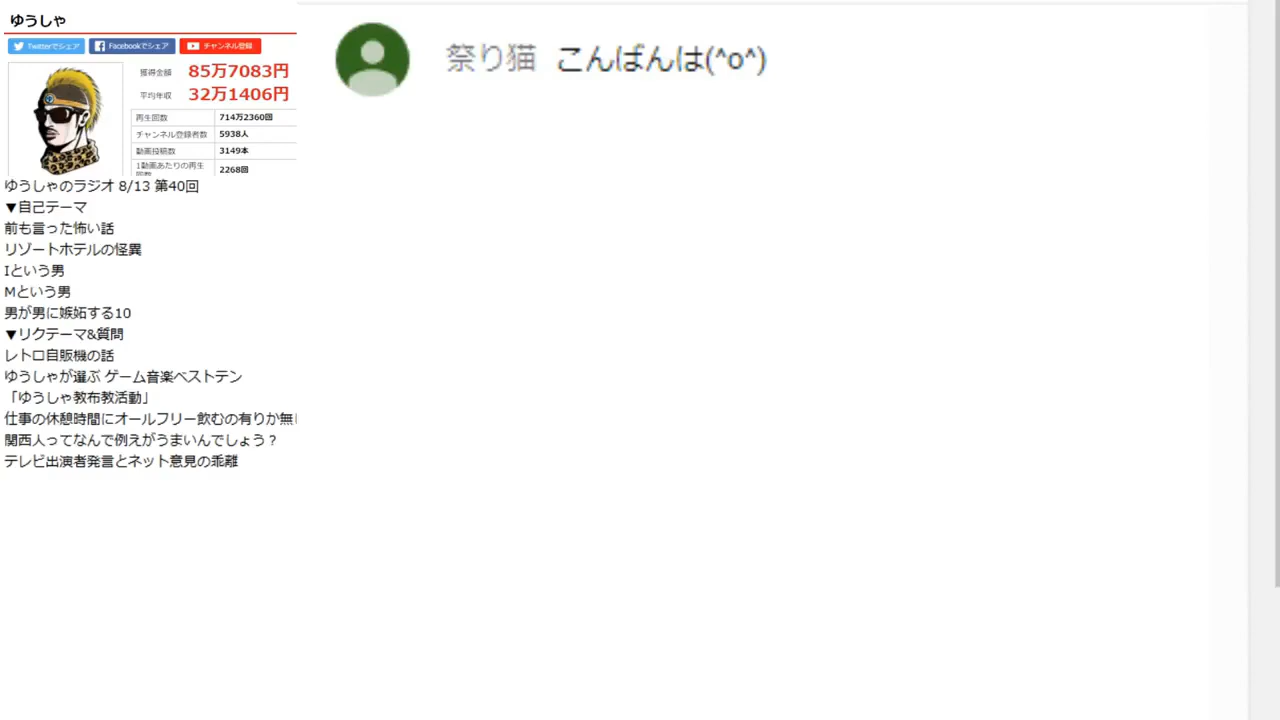 ゆうしゃ
Twitterでシェア
Facebookでシェア
チャンネル登録
獲得金額 85万7083円
平均年収 32万1406円
再生回数 714万2360回
チャンネル登録者数 5938人
動画投稿数 3149本
1動画あたりの再生回数 2268回
ゆうしゃのラジオ 8/13 第40回
▼自己テーマ
前も言った怖い話
リゾートホテルの怪異
Iという男
Mという男
男が男に嫉妬する10
▼リクテーマ&質問
レトロ自販機の話
ゆうしゃが選ぶ ゲーム音楽ベストテン
「ゆうしゃ教布教活動」
仕事の休憩時間にオールフリー飲むの有りか無し
関西人ってなんで例えがうまいんでしょう？
テレビ出演者発言とネット意見の乖離
祭り猫 こんばんは(^o^)